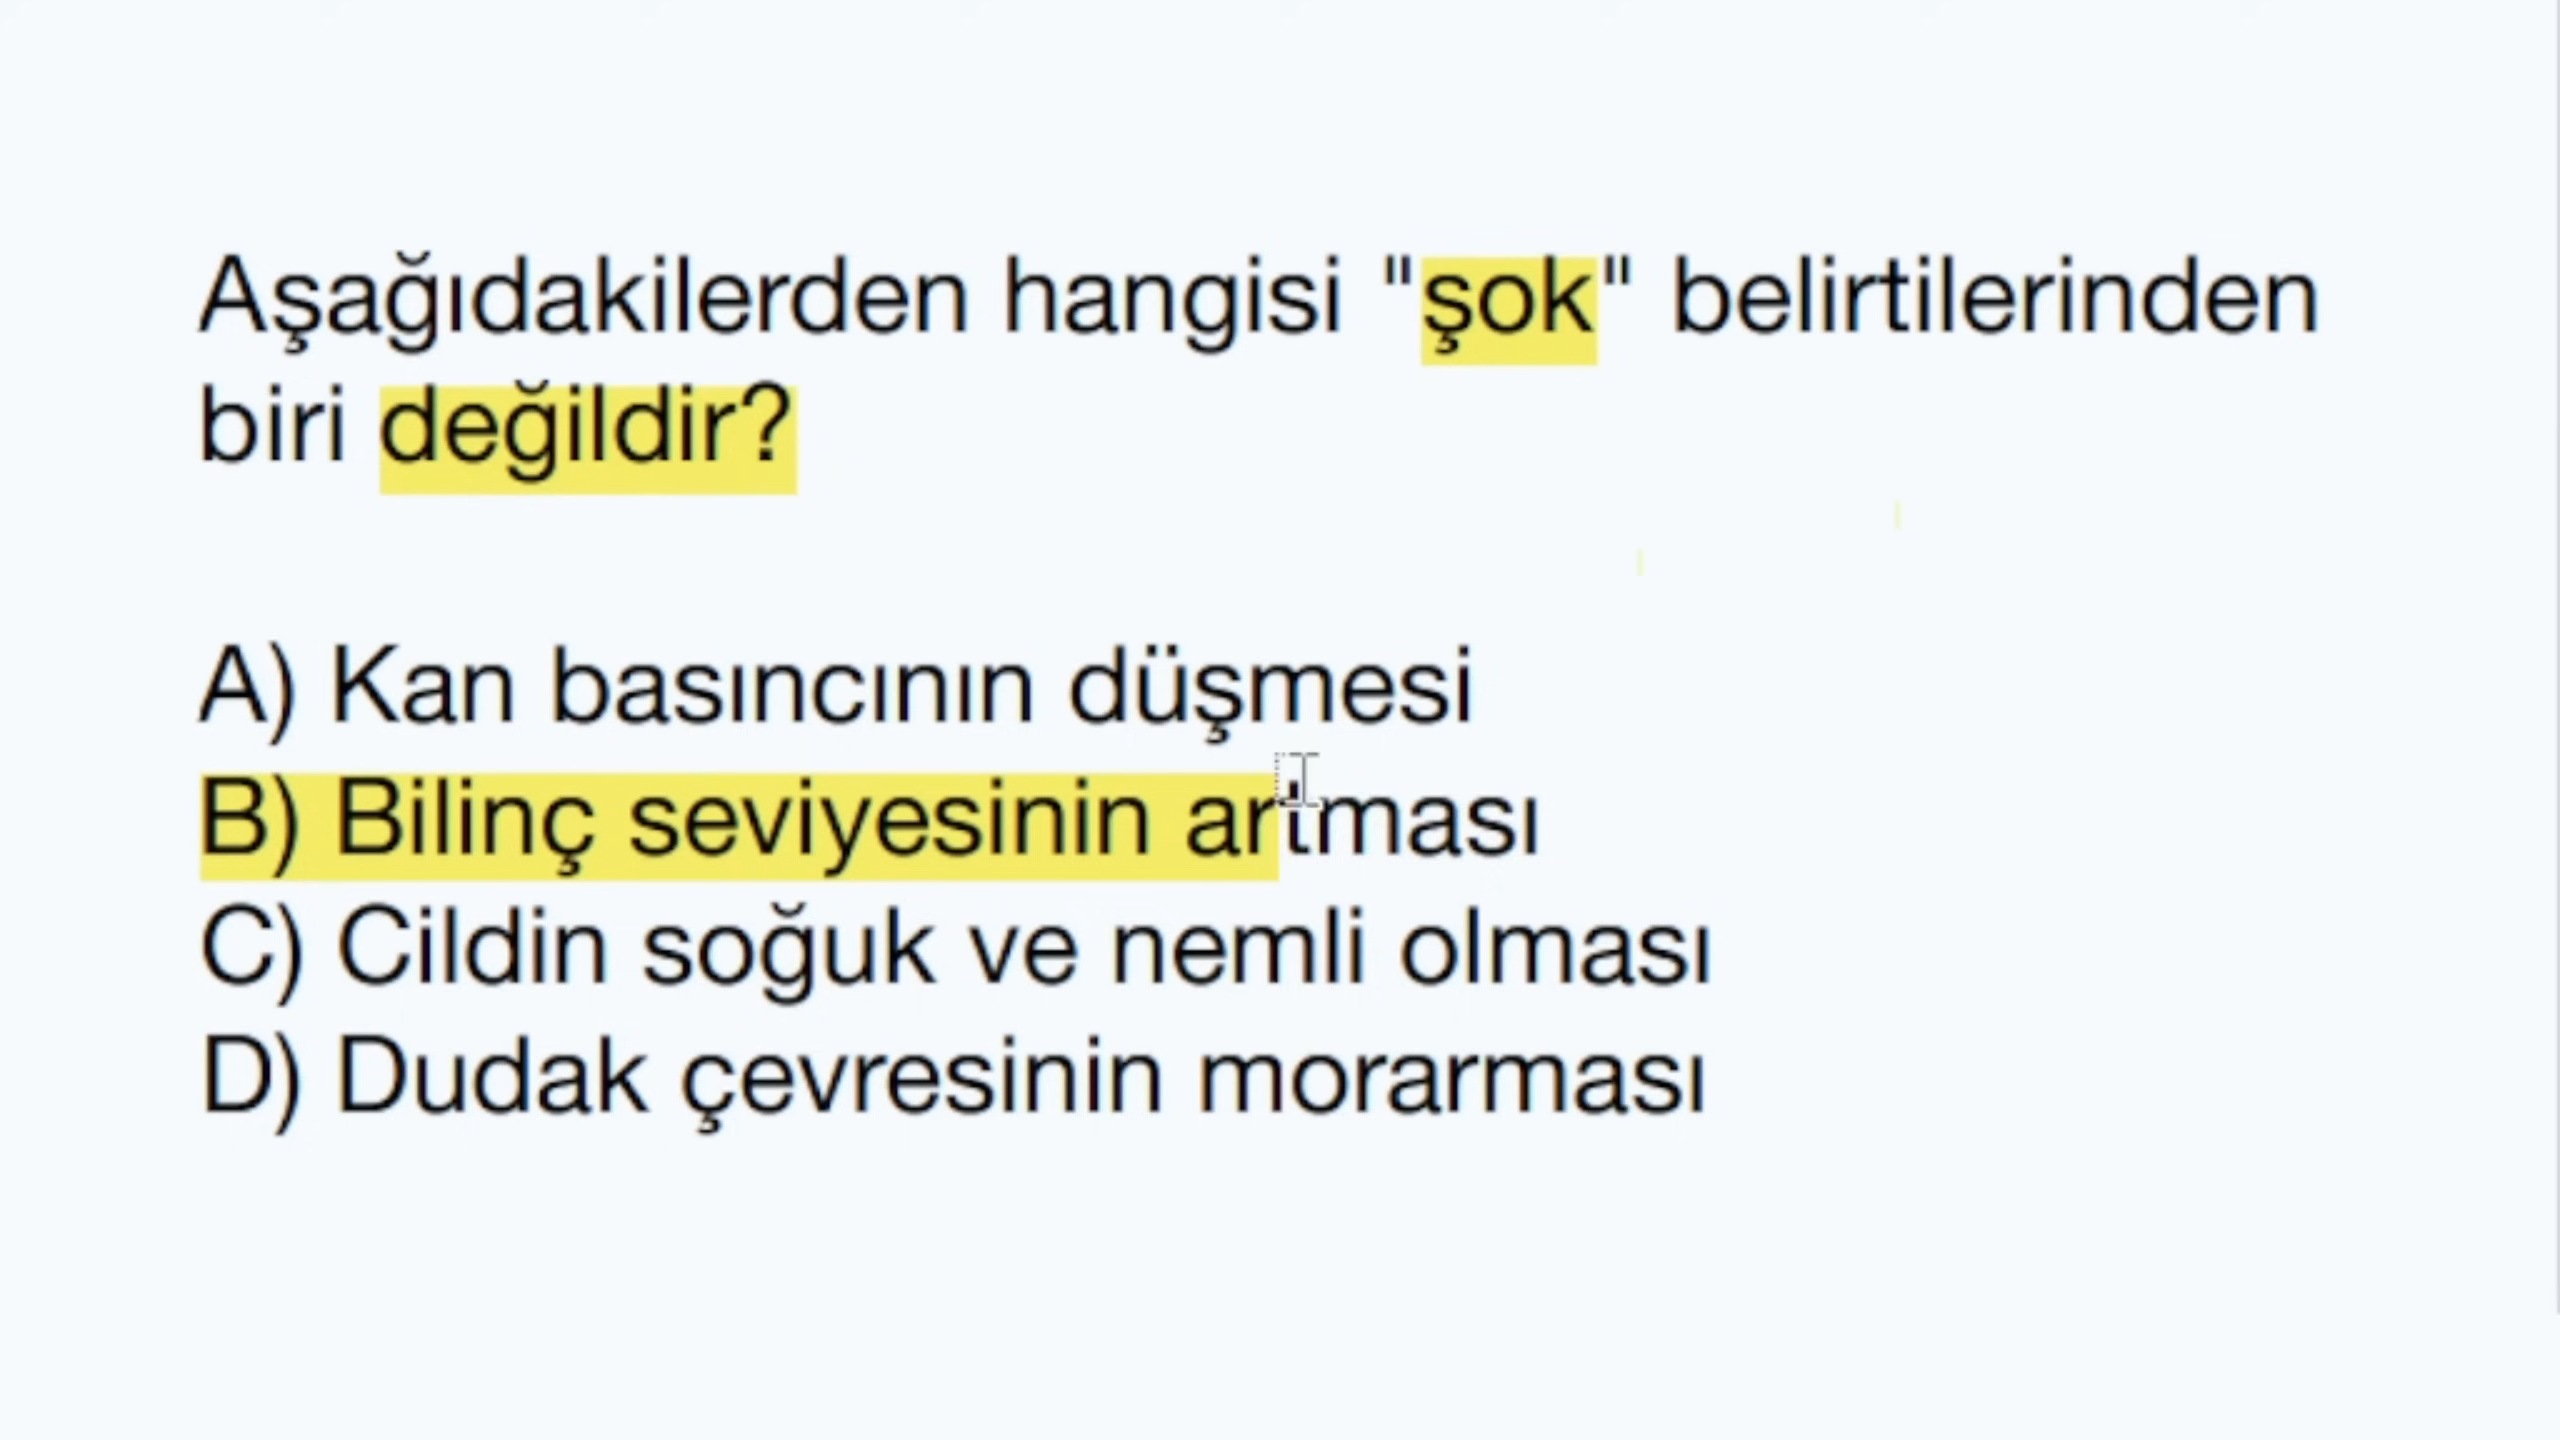 Aşağıdakilerden hangisi "şok" belirtilerinden
biri değildir?
A) Kan basıncının düşmesi
B) Bilinç seviyesinin artması
C) Cildin soğuk ve nemli olması
D) Dudak çevresinin morarması